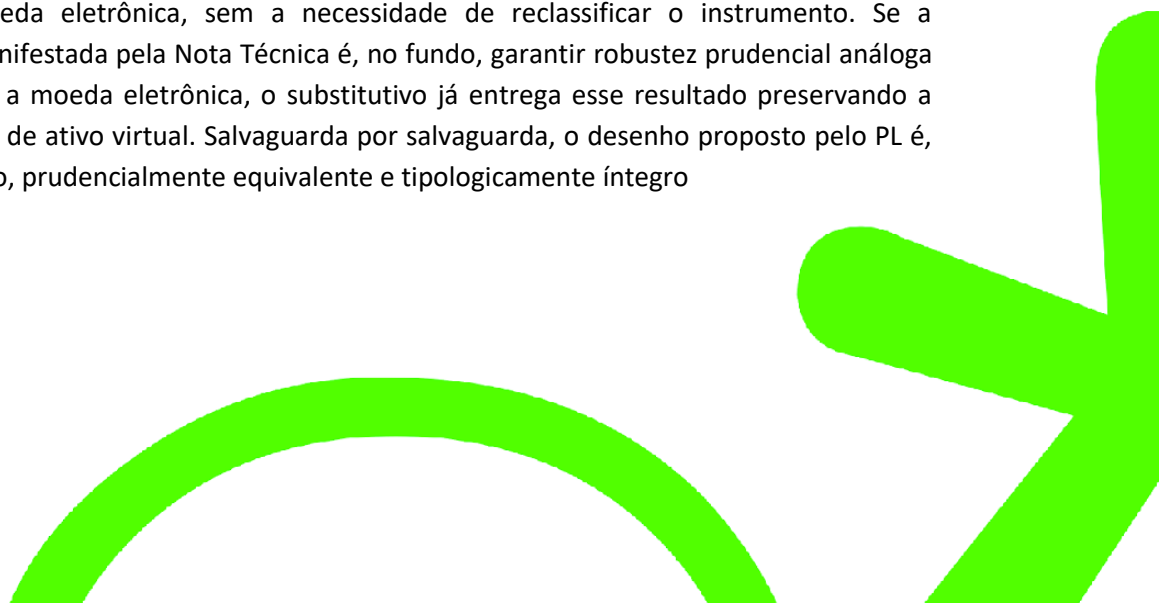 eda eletrônica, sem a necessidade de reclassificar o instrumento. Se a
nifestada pela Nota Técnica é, no fundo, garantir robustez prudencial análoga
a moeda eletrônica, o substitutivo já entrega esse resultado preservando a
de ativo virtual. Salvaguarda por salvaguarda, o desenho proposto pelo PL é,
o, prudencialmente equivalente e tipologicamente íntegro